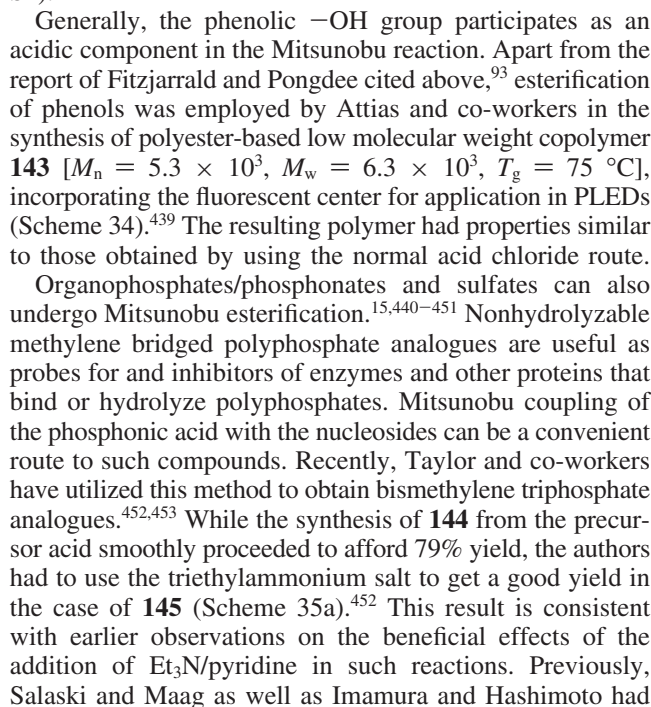 Generally, the phenolic −OH group participates as an
acidic component in the Mitsunobu reaction. Apart from the
report of Fitzjarrald and Pongdee cited above,93 esterification
of phenols was employed by Attias and co-workers in the
synthesis of polyester-based low molecular weight copolymer
143 [Mn = 5.3 × 10³, Mw = 6.3 × 10³, Tg = 75 °C],
incorporating the fluorescent center for application in PLEDs
(Scheme 34).439 The resulting polymer had properties similar
to those obtained by using the normal acid chloride route.
Organophosphates/phosphonates and sulfates can also
undergo Mitsunobu esterification.15,440−451 Nonhydrolyzable
methylene bridged polyphosphate analogues are useful as
probes for and inhibitors of enzymes and other proteins that
bind or hydrolyze polyphosphates. Mitsunobu coupling of
the phosphonic acid with the nucleosides can be a convenient
route to such compounds. Recently, Taylor and co-workers
have utilized this method to obtain bismethylene triphosphate
analogues.452,453 While the synthesis of 144 from the precur-
sor acid smoothly proceeded to afford 79% yield, the authors
had to use the triethylammonium salt to get a good yield in
the case of 145 (Scheme 35a).452 This result is consistent
with earlier observations on the beneficial effects of the
addition of Et3N/pyridine in such reactions. Previously,
Salaski and Maag as well as Imamura and Hashimoto had